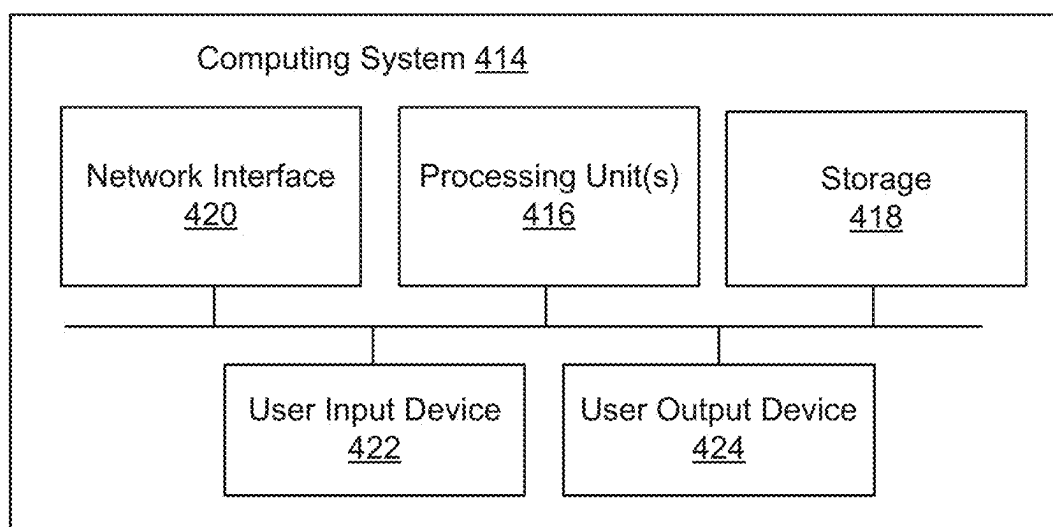 Computing System 414
Network Interface
420
Processing Unit(s)
416
Storage
418
User Input Device
422
User Output Device
424